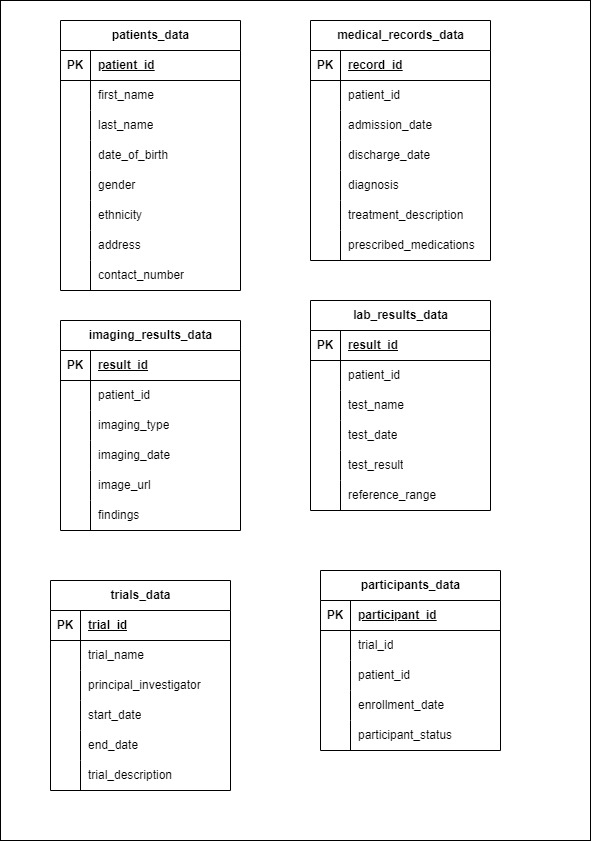 patients_data
PK patient_id
first_name
last_name
date_of_birth
gender
ethnicity
address
contact_number
medical_records_data
PK record_id
patient_id
admission_date
discharge_date
diagnosis
treatment_description
prescribed_medications
imaging_results_data
PK result_id
patient_id
imaging_type
imaging_date
image_url
findings
lab_results_data
PK result_id
patient_id
test_name
test_date
test_result
reference_range
trials_data
PK trial_id
trial_name
principal_investigator
start_date
end_date
trial_description
participants_data
PK participant_id
trial_id
patient_id
enrollment_date
participant_status